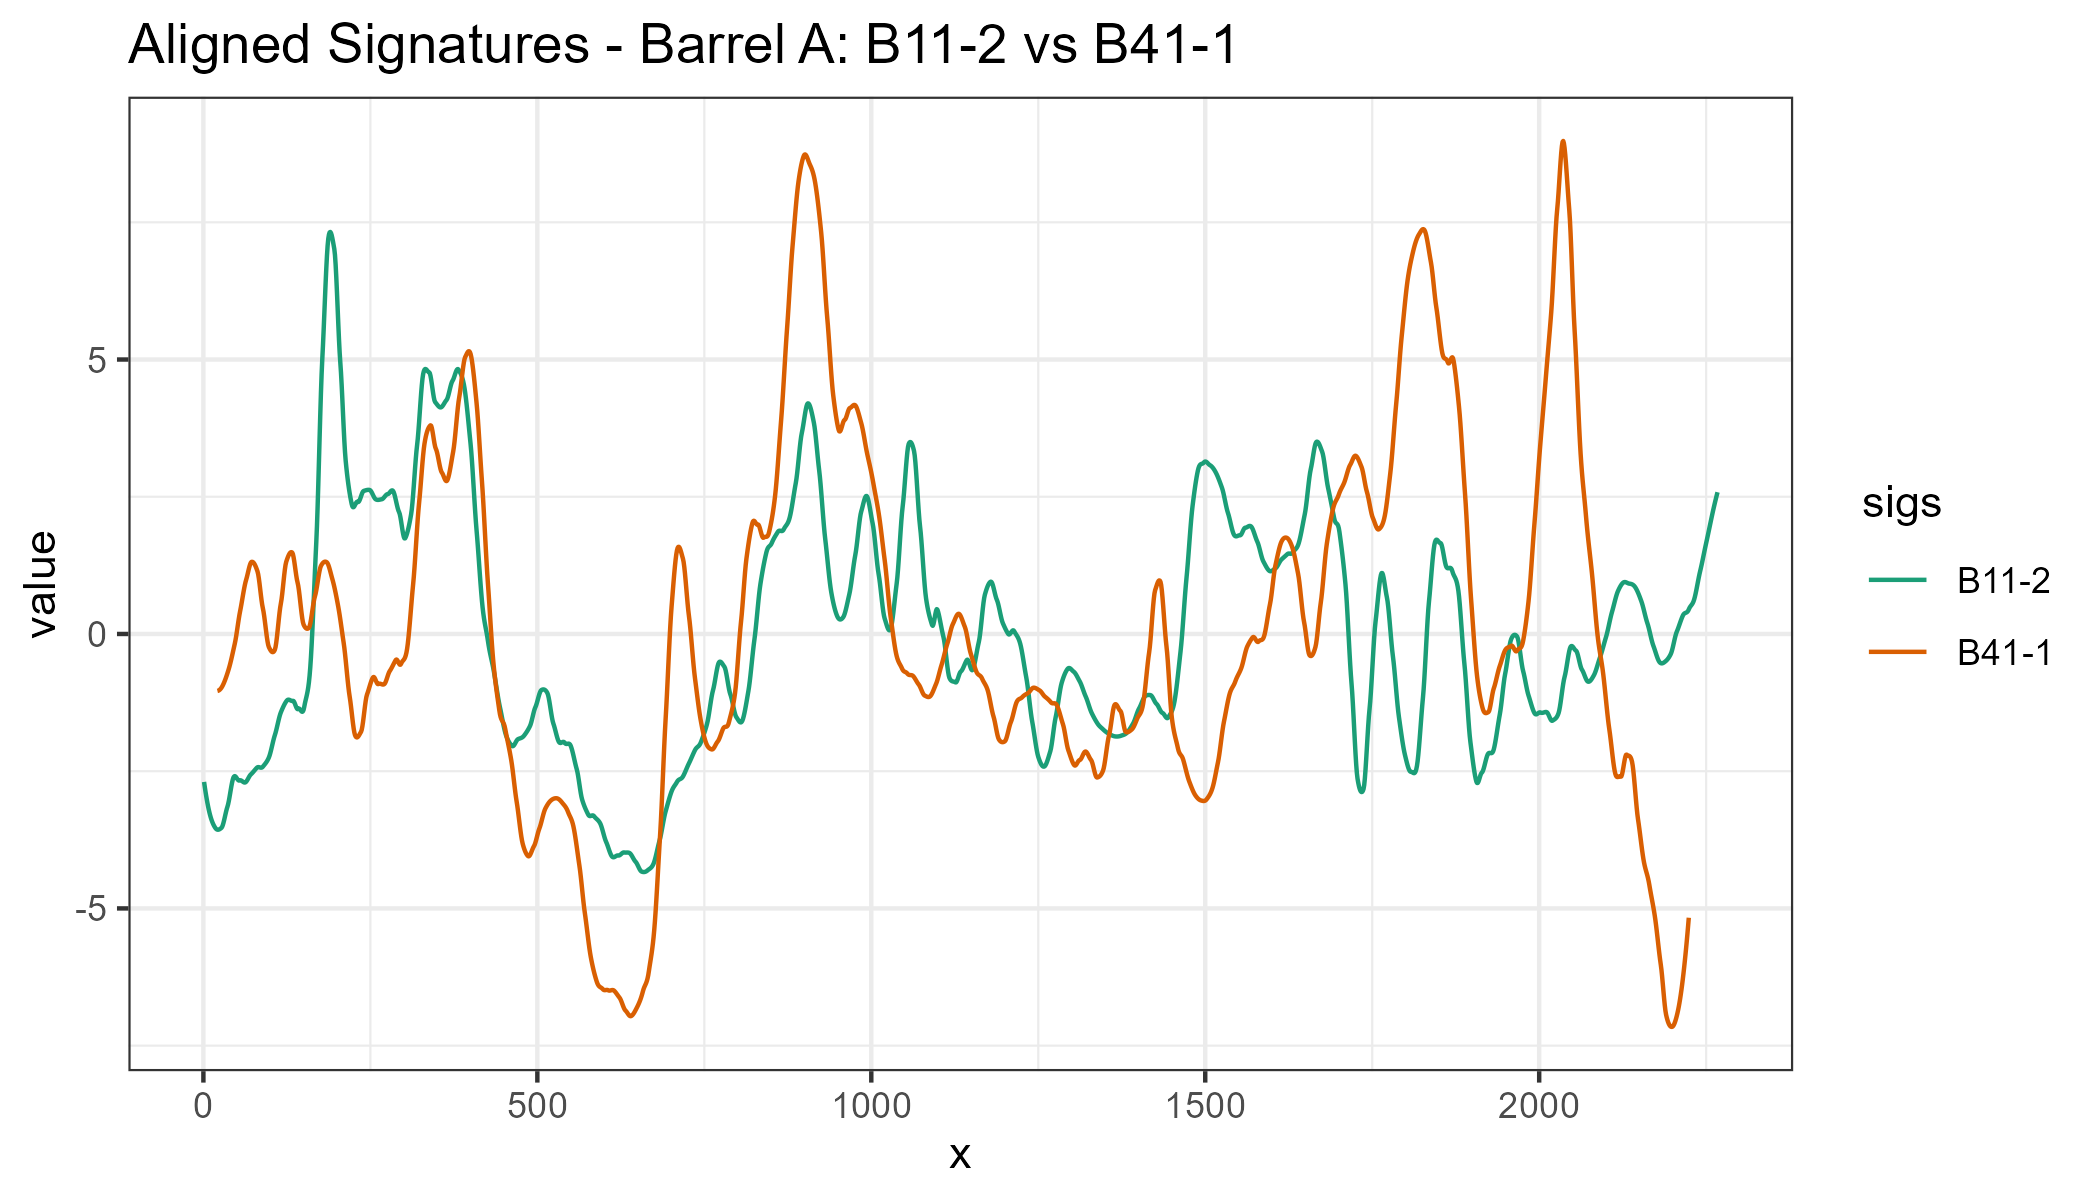 Aligned Signatures - Barrel A: B11-2 vs B41-1
value
5
0
-5
0
500
1000
1500
2000
x
sigs
B11-2
B41-1